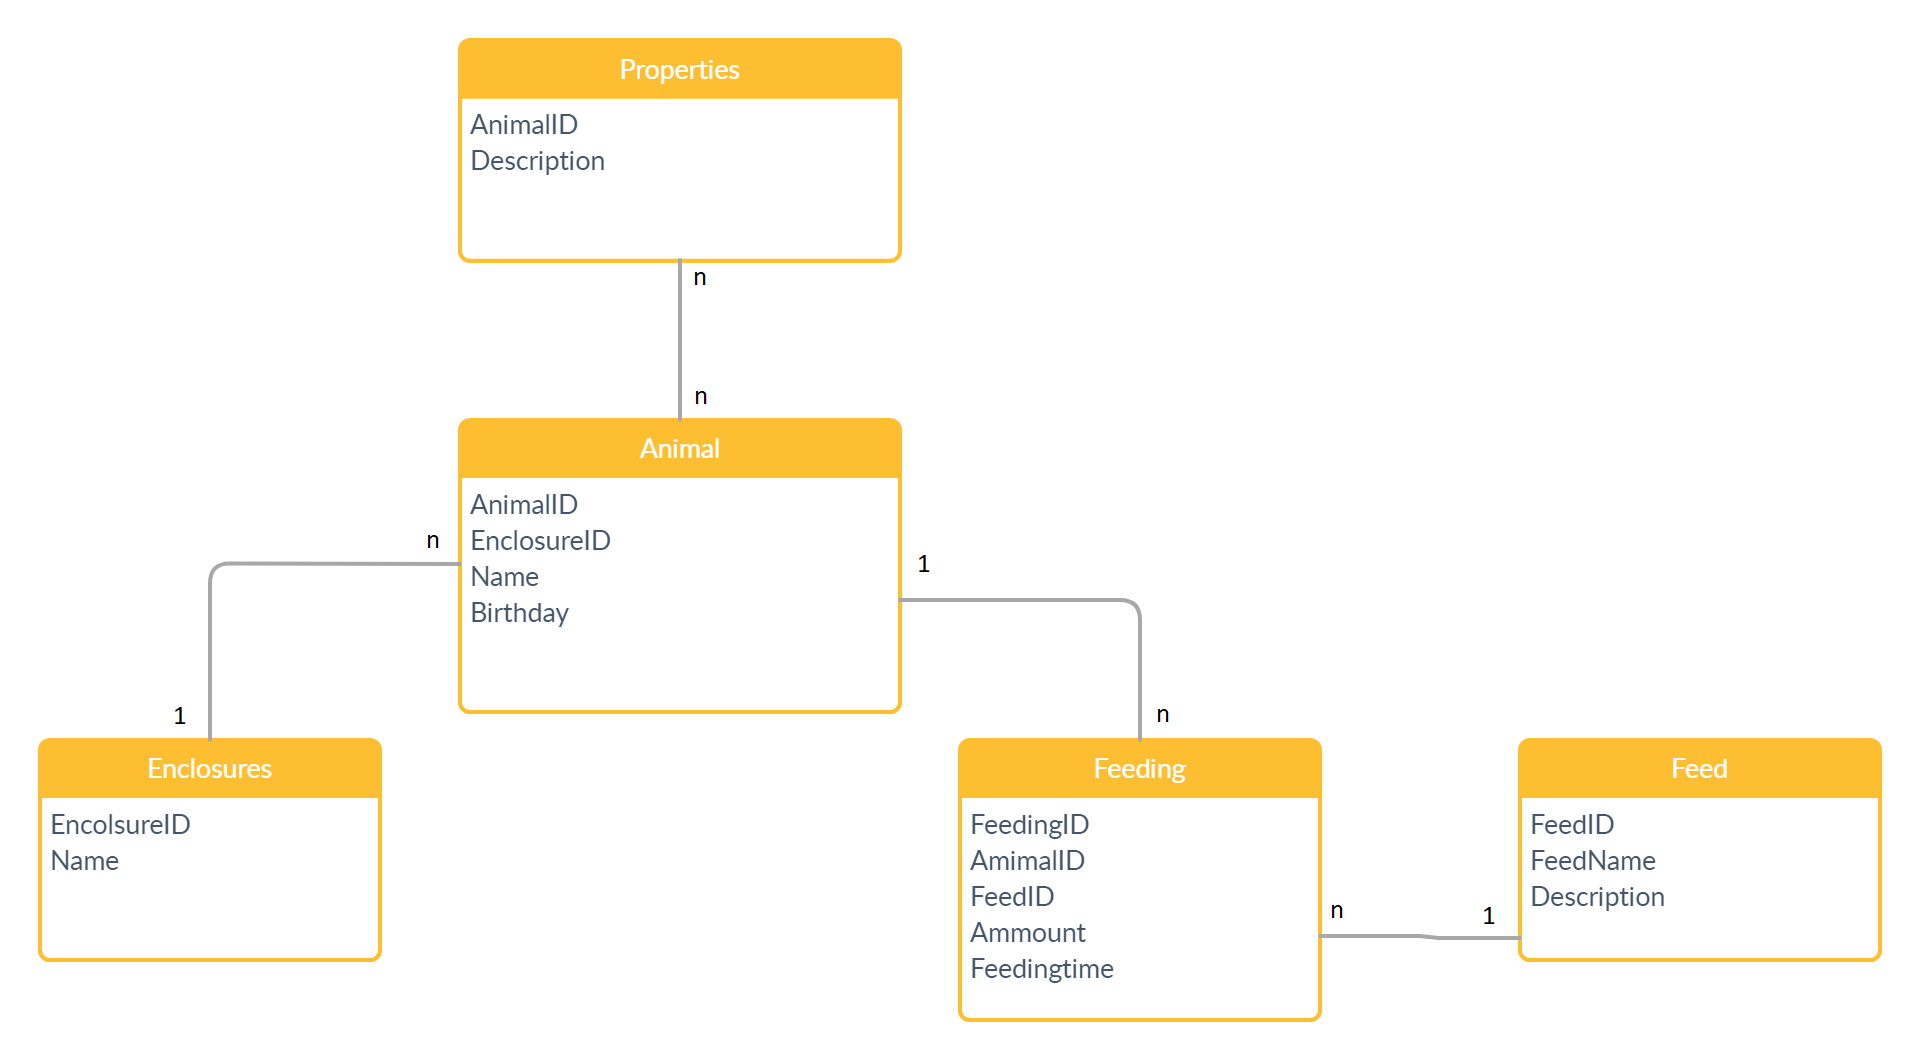 Properties
AnimalID
Description
n
n
Animal
AnimalID
EnclosureID
Name
Birthday
n
1
1
n
Enclosures
EncolsureID
Name
Feeding
FeedingID
AmimalID
FeedID
Ammount
Feedingtime
n
1
Feed
FeedID
FeedName
Description